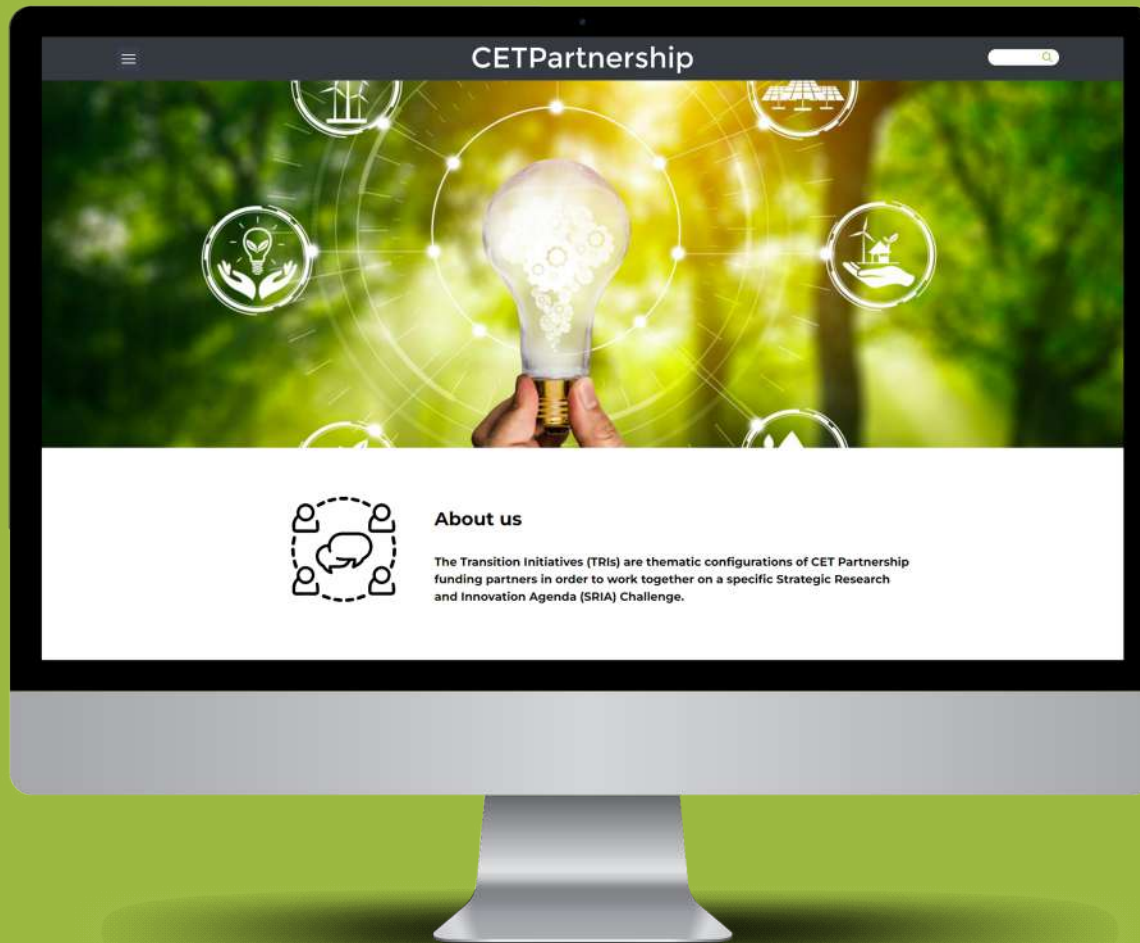 CETPartnership
About us
The Transition Initiatives (TRIs) are thematic configurations of CET Partnership
funding partners in order to work together on a specific Strategic Research
and Innovation Agenda (SRIA) Challenge.